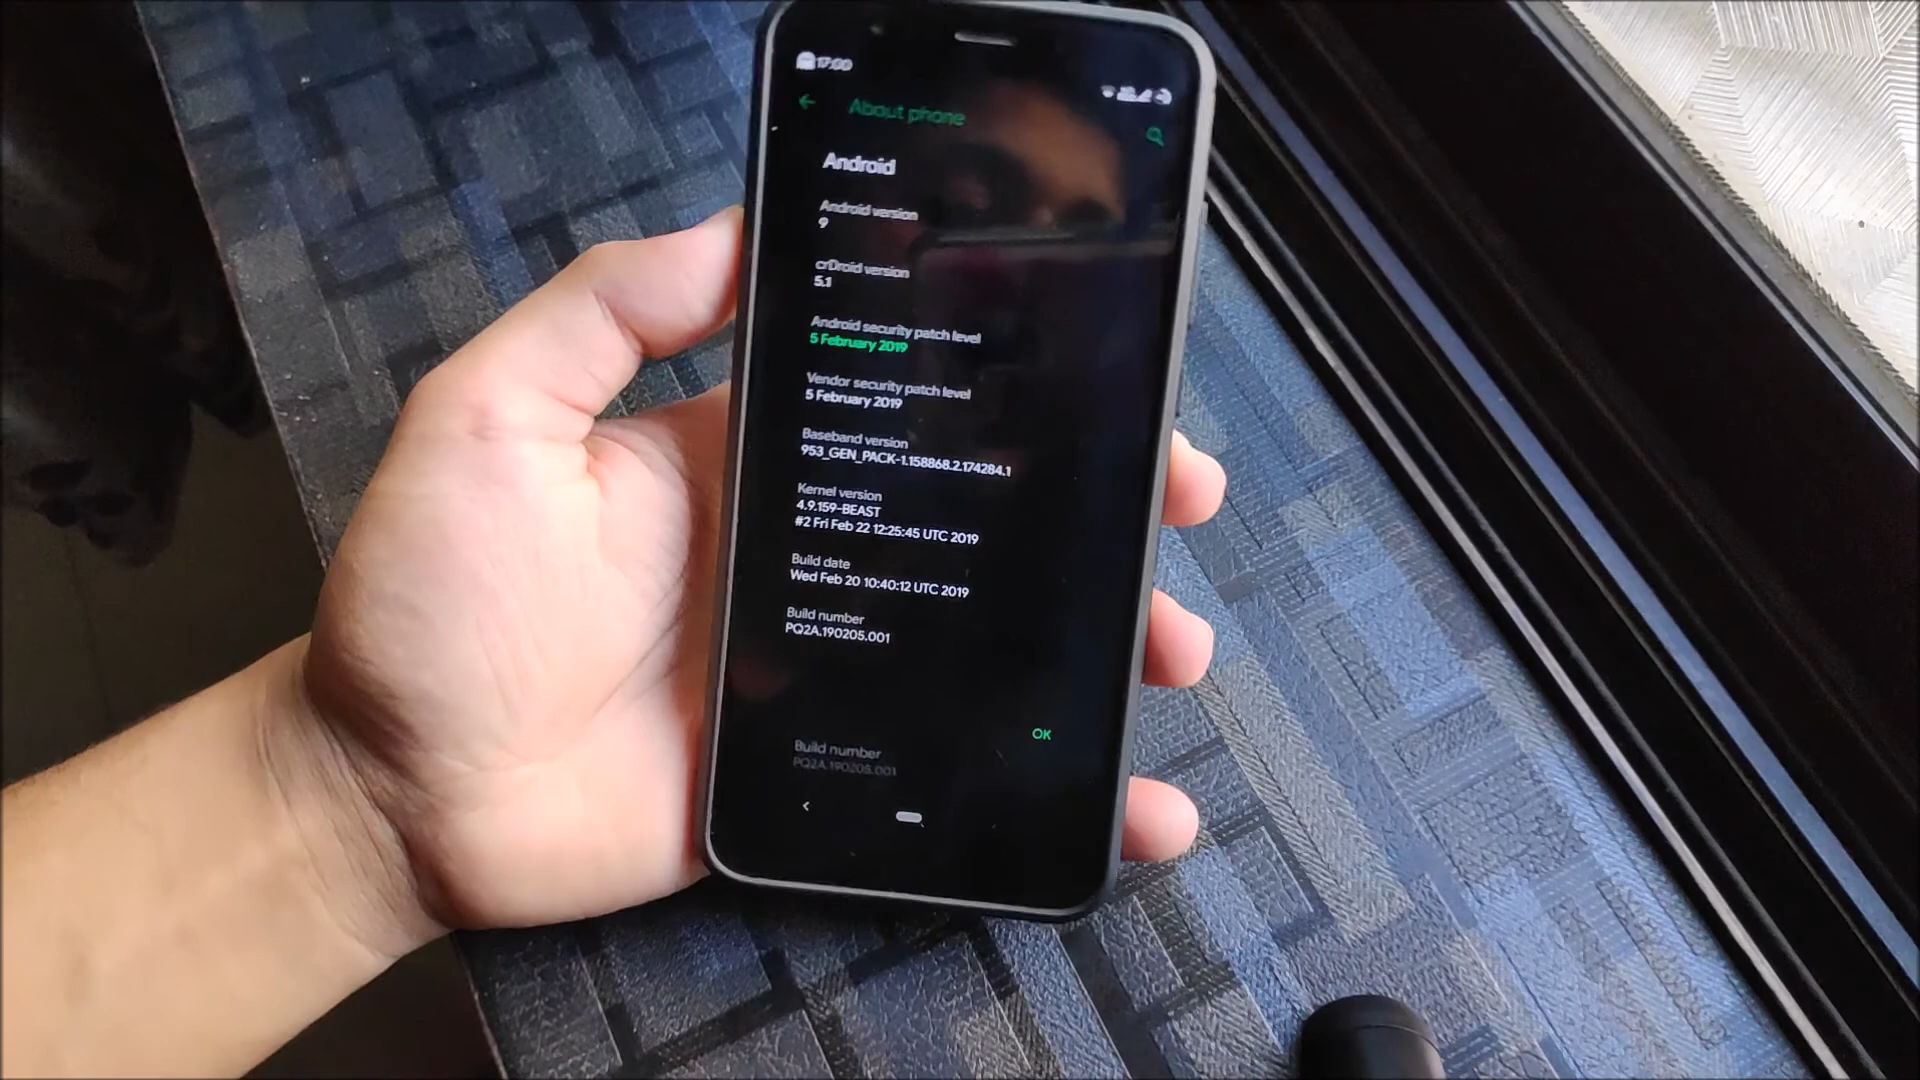 17:00
About phone
Android
Android version
9
crDroid version
5.1
Android security patch level
5 February 2019
Vendor security patch level
5 February 2019
Baseband version
953_GEN_PACK-1.158868.2.174284.1
Kernel version
4.9.159-BEAST
#2 Fri Feb 22 12:25:45 UTC 2019
Build date
Wed Feb 20 10:40:12 UTC 2019
Build number
PQ2A.190205.001
OK
Build number
PQ2A.190205.001